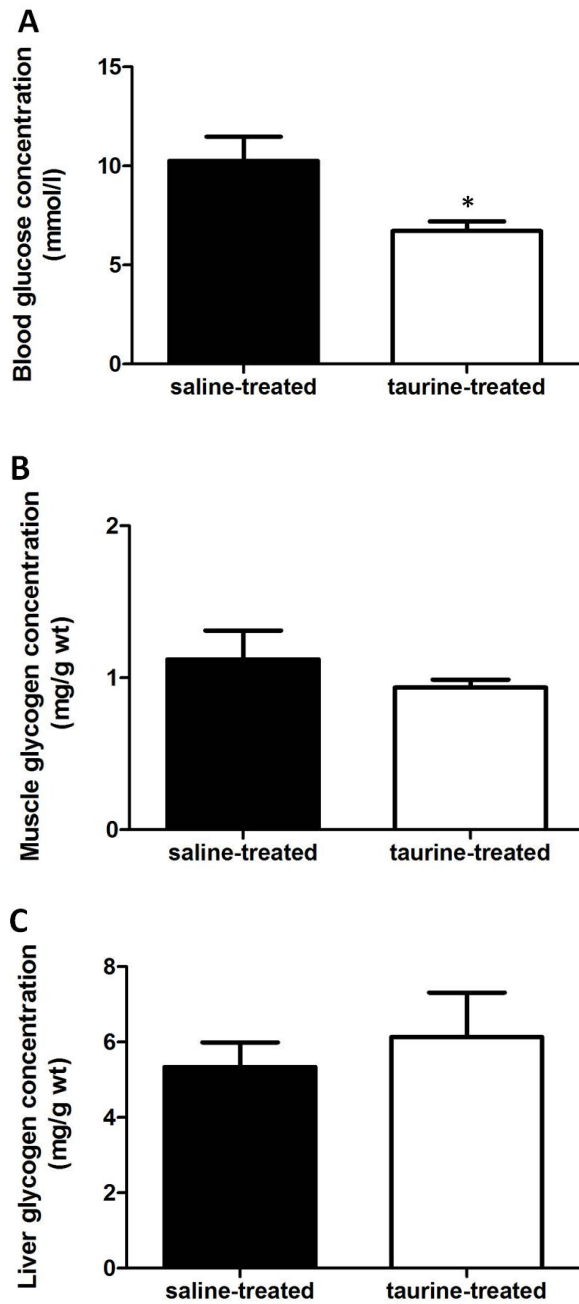 A
Blood glucose concentration
(mmol/l)
15
10
5
0
*
saline-treated taurine-treated
B
Muscle glycogen concentration
(mg/g wt)
2
1
0
saline-treated taurine-treated
C
Liver glycogen concentration
(mg/g wt)
8
6
4
2
0
saline-treated taurine-treated